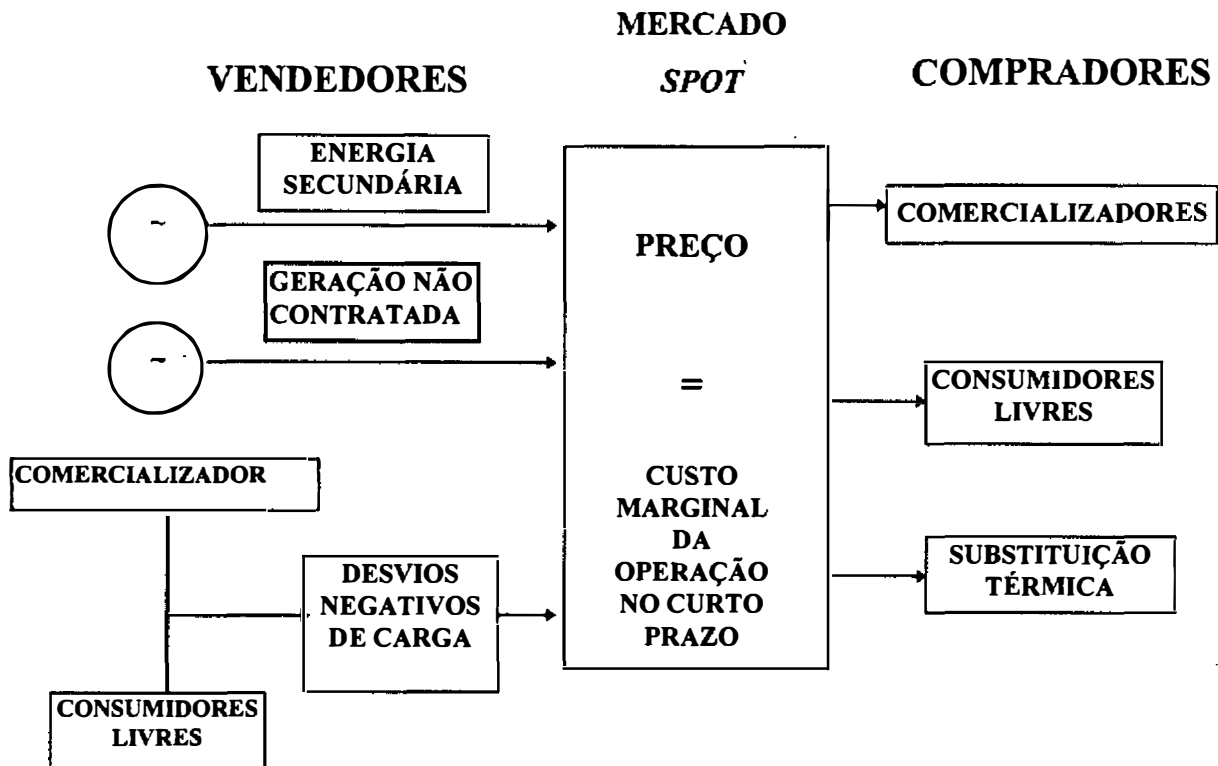 MERCADO
SPOT
VENDEDORES
COMPRADORES
ENERGIA
SECUNDÁRIA
~
GERAÇÃO NÃO
CONTRATADA
~
COMERCIALIZADOR
DESVIOS
NEGATIVOS
DE CARGA
CONSUMIDORES
LIVRES
PREÇO
=
CUSTO
MARGINAL
DA
OPERAÇÃO
NO CURTO
PRAZO
COMERCIALIZADORES
CONSUMIDORES
LIVRES
SUBSTITUIÇÃO
TÉRMICA